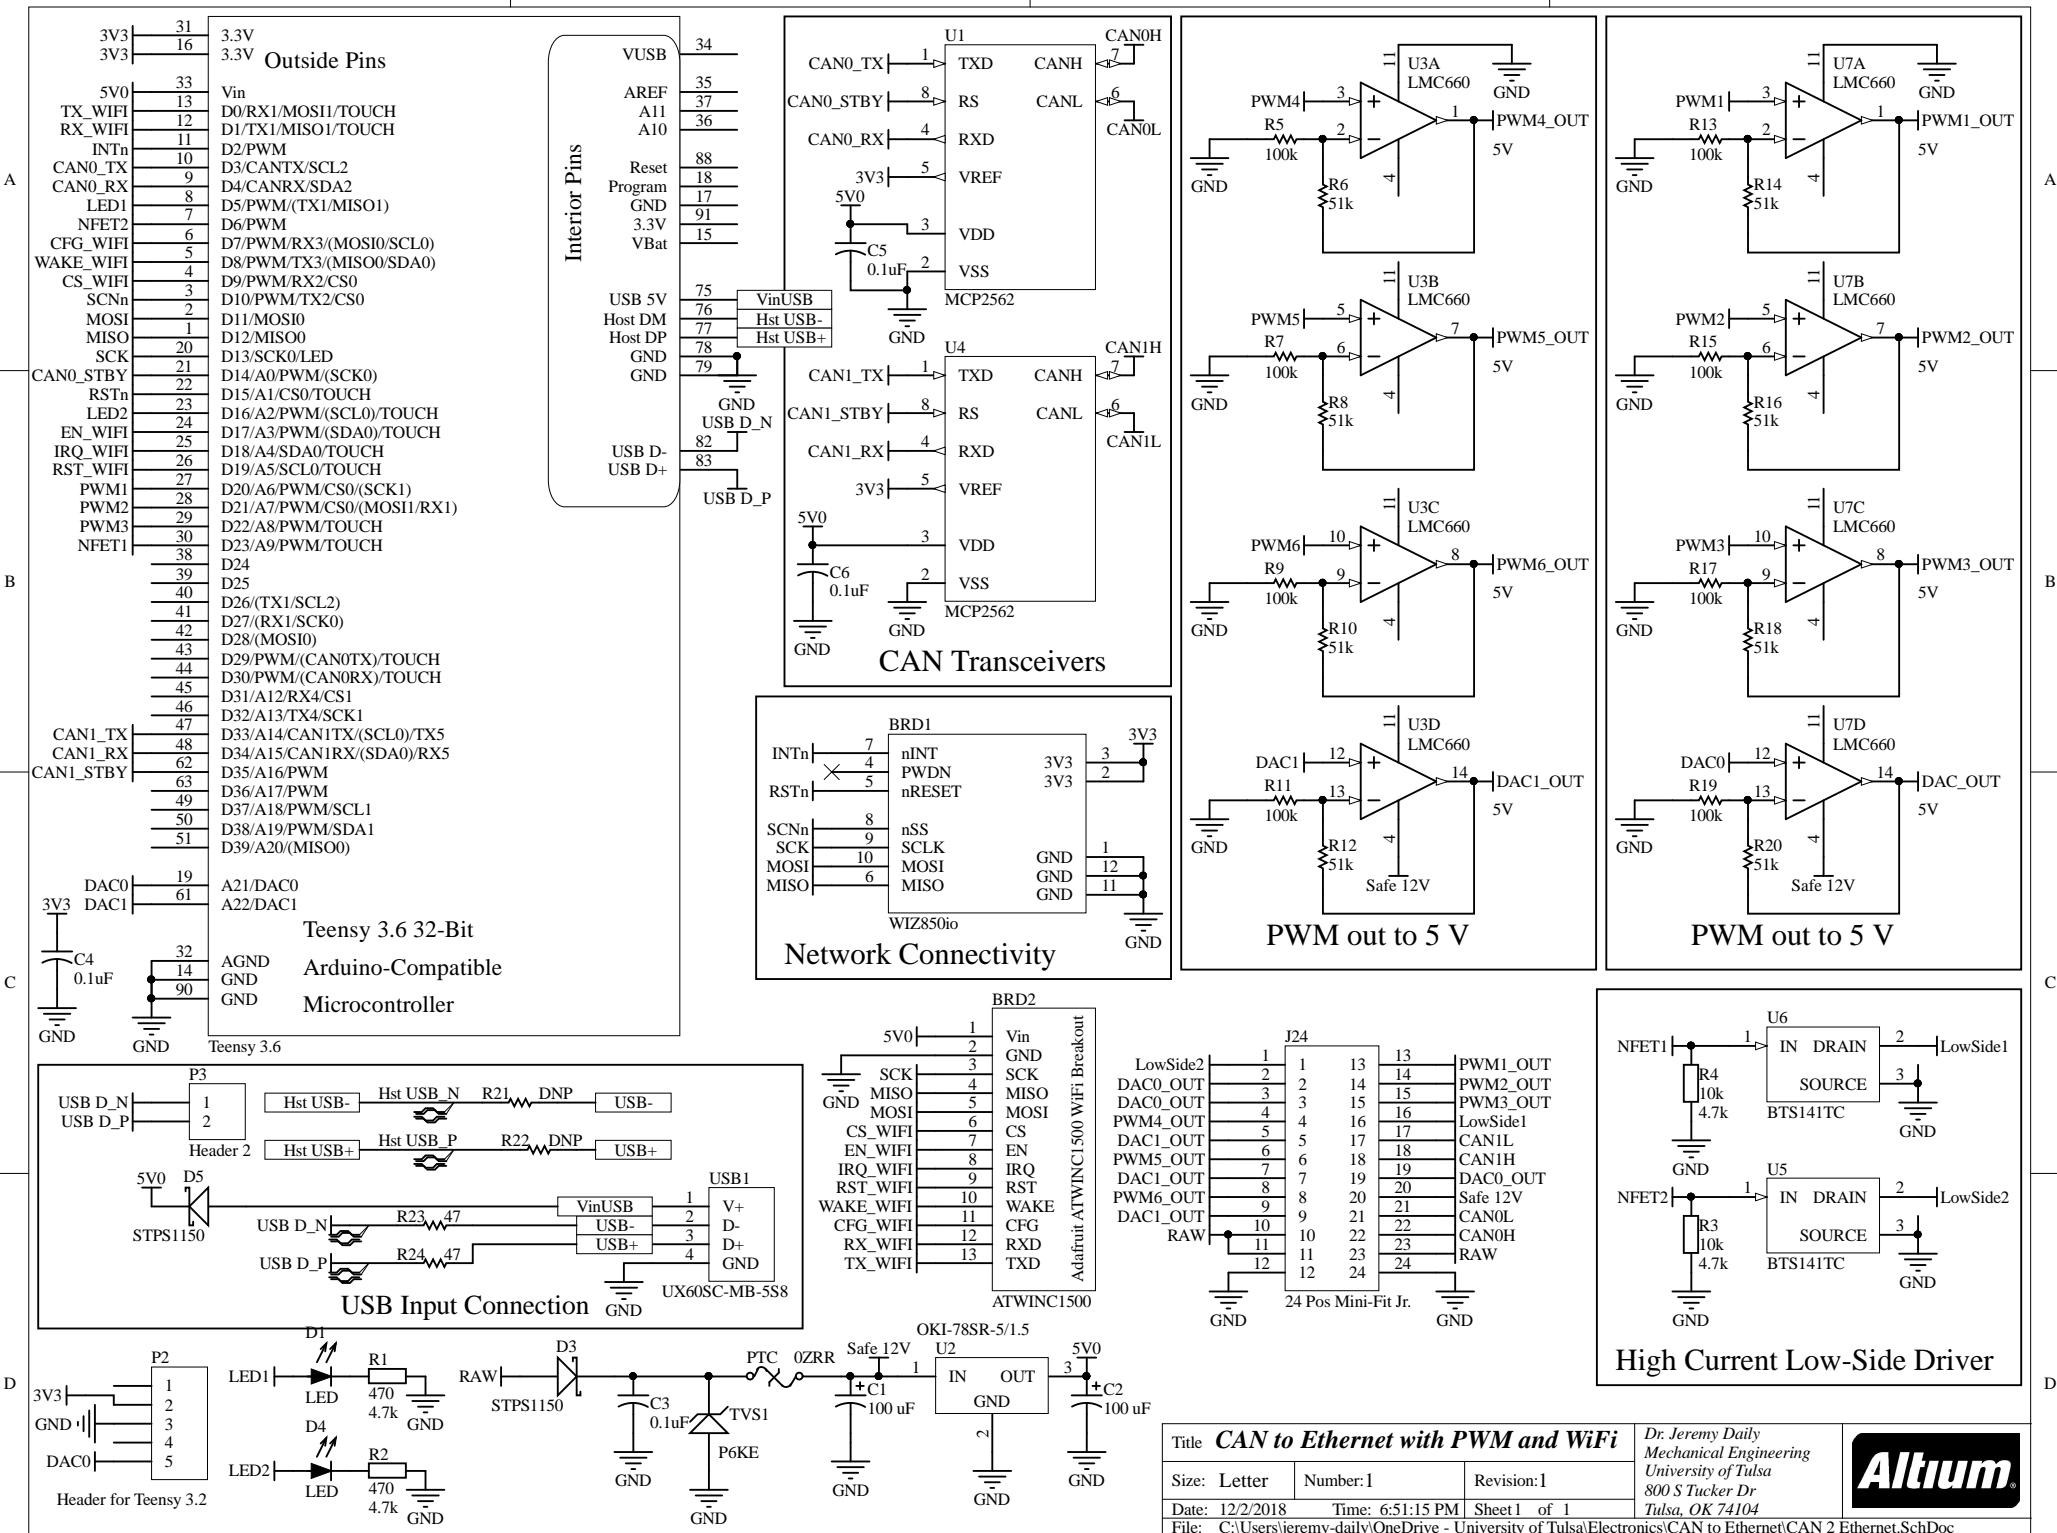 3V3 31 3.3V
3V3 16 3.3V
Outside Pins
5V0 33 Vin
TX_WIFI 13 D0/RX1/MOSI1/TOUCH
RX_WIFI 12 D1/TX1/MISO1/TOUCH
INTn 11 D2/PWM
CAN0_TX 10 D3/CANTX/SCL2
CAN0_RX 9 D4/CANRX/SDA2
LED1 8 D5/PWM/(TX1/MISO1)
NFET2 7 D6/PWM
CFG_WIFI 6 D7/PWM/RX3/(MOSI0/SCL0)
WAKE_WIFI 5 D8/PWM/TX3/(MISO0/SDA0)
CS_WIFI 4 D9/PWM/RX2/CS0
SCNn 3 D10/PWM/TX2/CS0
MOSI 2 D11/MOSI0
MISO 1 D12/MISO0
SCK 20 D13/SCK0/LED
CAN0_STBY 21 D14/A0/PWM/(SCK0)
RSTn 22 D15/A1/CS0/TOUCH
LED2 23 D16/A2/PWM/(SCL0)/TOUCH
EN_WIFI 24 D17/A3/PWM/(SDA0)/TOUCH
IRQ_WIFI 25 D18/A4/SDA0/TOUCH
RST_WIFI 26 D19/A5/SCL0/TOUCH
PWM1 27 D20/A6/PWM/CS0/(SCK1)
PWM2 28 D21/A7/PWM/CS0/(MOSI1/RX1)
PWM3 29 D22/A8/PWM/TOUCH
NFET1 30 D23/A9/PWM/TOUCH
38 D24
39 D25
40 D26/(TX1/SCL2)
41 D27/(RX1/SCK0)
42 D28/(MOSI0)
43 D29/PWM/(CAN0TX)/TOUCH
44 D30/PWM/(CAN0RX)/TOUCH
45 D31/A12/RX4/CS1
46 D32/A13/TX4/SCK1
CAN1_TX 47 D33/A14/CAN1TX/(SCL0)/TX5
CAN1_RX 48 D34/A15/CAN1RX/(SDA0)/RX5
CAN1_STBY 62 D35/A16/PWM
63 D36/A17/PWM
49 D37/A18/PWM/SCL1
50 D38/A19/PWM/SDA1
51 D39/A20/(MISO0)
DAC0 19 A21/DAC0
DAC1 61 A22/DAC1
32 AGND
14 GND
90 GND
GND
3V3
C4
0.1uF
GND
Teensy 3.6 32-Bit
Arduino-Compatible
Microcontroller
Teensy 3.6
Interior Pins
VUSB 34
AREF 35
A11 37
A10 36
Reset 88
Program 18
GND 17
3.3V 91
VBat 15
USB 5V 75 VinUSB
Host DM 76 Hst USB-
Host DP 77 Hst USB+
GND 78
GND 79
GND
USB D_N
USB D- 82
USB D+ 83
USB D_P
U1
CAN0_TX 1 TXD CANH 7 CAN0H
CAN0_STBY 8 RS CANL 6 CAN0L
CAN0_RX 4 RXD
3V3 5 VREF
5V0 3 VDD
C5
0.1uF
2 VSS
GND
MCP2562
U4
CAN1_TX 1 TXD CANH 7 CAN1H
CAN1_STBY 8 RS CANL 6 CAN1L
CAN1_RX 4 RXD
3V3 5 VREF
5V0 3 VDD
C6
0.1uF
2 VSS
GND
GND
MCP2562
CAN Transceivers
BRD1
INTn 7 nINT
4 PWDN
RSTn 5 nRESET
SCNn 8 nSS
SCK 9 SCLK
MOSI 10 MOSI
MISO 6 MISO
3V3 3 3V3
3V3 2
GND 1
GND 12
GND 11
GND
WIZ850io
Network Connectivity
U3A
LMC660
11 GND
PWM4 3 + 1 PWM4_OUT
R5 100k 2 - 5V
GND 4
R6
51k
U3B
LMC660
11
PWM5 5 + 7 PWM5_OUT
R7 100k 6 - 5V
GND 4
R8
51k
U3C
LMC660
11
PWM6 10 + 8 PWM6_OUT
R9 100k 9 - 5V
GND 4
R10
51k
U3D
LMC660
11
DAC1 12 + 14 DAC1_OUT
R11 100k 13 - 5V
GND 4
R12
51k
Safe 12V
PWM out to 5 V
U7A
LMC660
11 GND
PWM1 3 + 1 PWM1_OUT
R13 100k 2 - 5V
GND 4
R14
51k
U7B
LMC660
11
PWM2 5 + 7 PWM2_OUT
R15 100k 6 - 5V
GND 4
R16
51k
U7C
LMC660
11
PWM3 10 + 8 PWM3_OUT
R17 100k 9 - 5V
GND 4
R18
51k
U7D
LMC660
11
DAC0 12 + 14 DAC_OUT
R19 100k 13 - 5V
GND 4
R20
51k
Safe 12V
PWM out to 5 V
P3
USB D_N 1
USB D_P 2
Header 2
Hst USB- Hst USB_N R21 DNP USB-
Hst USB+ Hst USB_P R22 DNP USB+
5V0 D5
STPS1150
USB1
VinUSB 1 V+
USB D_N R23 47 USB- 2 D-
USB D_P R24 47 USB+ 3 D+
4 GND
GND
UX60SC-MB-5S8
USB Input Connection
BRD2
5V0 1 Vin
2 GND
GND
SCK 3 SCK
MISO 4 MISO
MOSI 5 MOSI
CS_WIFI 6 CS
EN_WIFI 7 EN
IRQ_WIFI 8 IRQ
RST_WIFI 9 RST
WAKE_WIFI 10 WAKE
CFG_WIFI 11 CFG
RX_WIFI 12 RXD
TX_WIFI 13 TXD
Adafruit ATWINC1500 WiFi Breakout
ATWINC1500
J24
LowSide2 1 1 13 13 PWM1_OUT
DAC0_OUT 2 2 14 14 PWM2_OUT
DAC0_OUT 3 3 15 15 PWM3_OUT
PWM4_OUT 4 4 16 16 LowSide1
DAC1_OUT 5 5 17 17 CAN1L
PWM5_OUT 6 6 18 18 CAN1H
DAC1_OUT 7 7 19 19 DAC0_OUT
PWM6_OUT 8 8 20 20 Safe 12V
DAC1_OUT 9 9 21 21 CAN0L
RAW 10 10 22 22 CAN0H
11 11 23 23 RAW
12 12 24 24
GND GND
24 Pos Mini-Fit Jr.
U6
NFET1 1 IN DRAIN 2 LowSide1
R4
10k
4.7k
SOURCE 3
BTS141TC
GND
GND
U5
NFET2 1 IN DRAIN 2 LowSide2
R3
10k
4.7k
SOURCE 3
BTS141TC
GND
GND
High Current Low-Side Driver
P2
1
3V3 2
GND 3
4
DAC0 5
Header for Teensy 3.2
LED1 D1 LED R1 470 4.7k GND
LED2 D4 LED R2 470 4.7k GND
RAW D3
STPS1150
C3
0.1uF
GND
TVS1
P6KE
GND
PTC 0ZRR
Safe 12V
+ C1
100 uF
GND
OKI-78SR-5/1.5
U2
1 IN OUT 3
GND
2
GND
5V0
+ C2
100 uF
GND
Title CAN to Ethernet with PWM and WiFi
Size: Letter Number:1 Revision:1
Date: 12/2/2018 Time: 6:51:15 PM Sheet1 of 1
File: C:\Users\jeremy-daily\OneDrive - University of Tulsa\Electronics\CAN to Ethernet\CAN 2 Ethernet.SchDoc
Dr. Jeremy Daily
Mechanical Engineering
University of Tulsa
800 S Tucker Dr
Tulsa, OK 74104
Altıum.
A A
B B
C C
D D